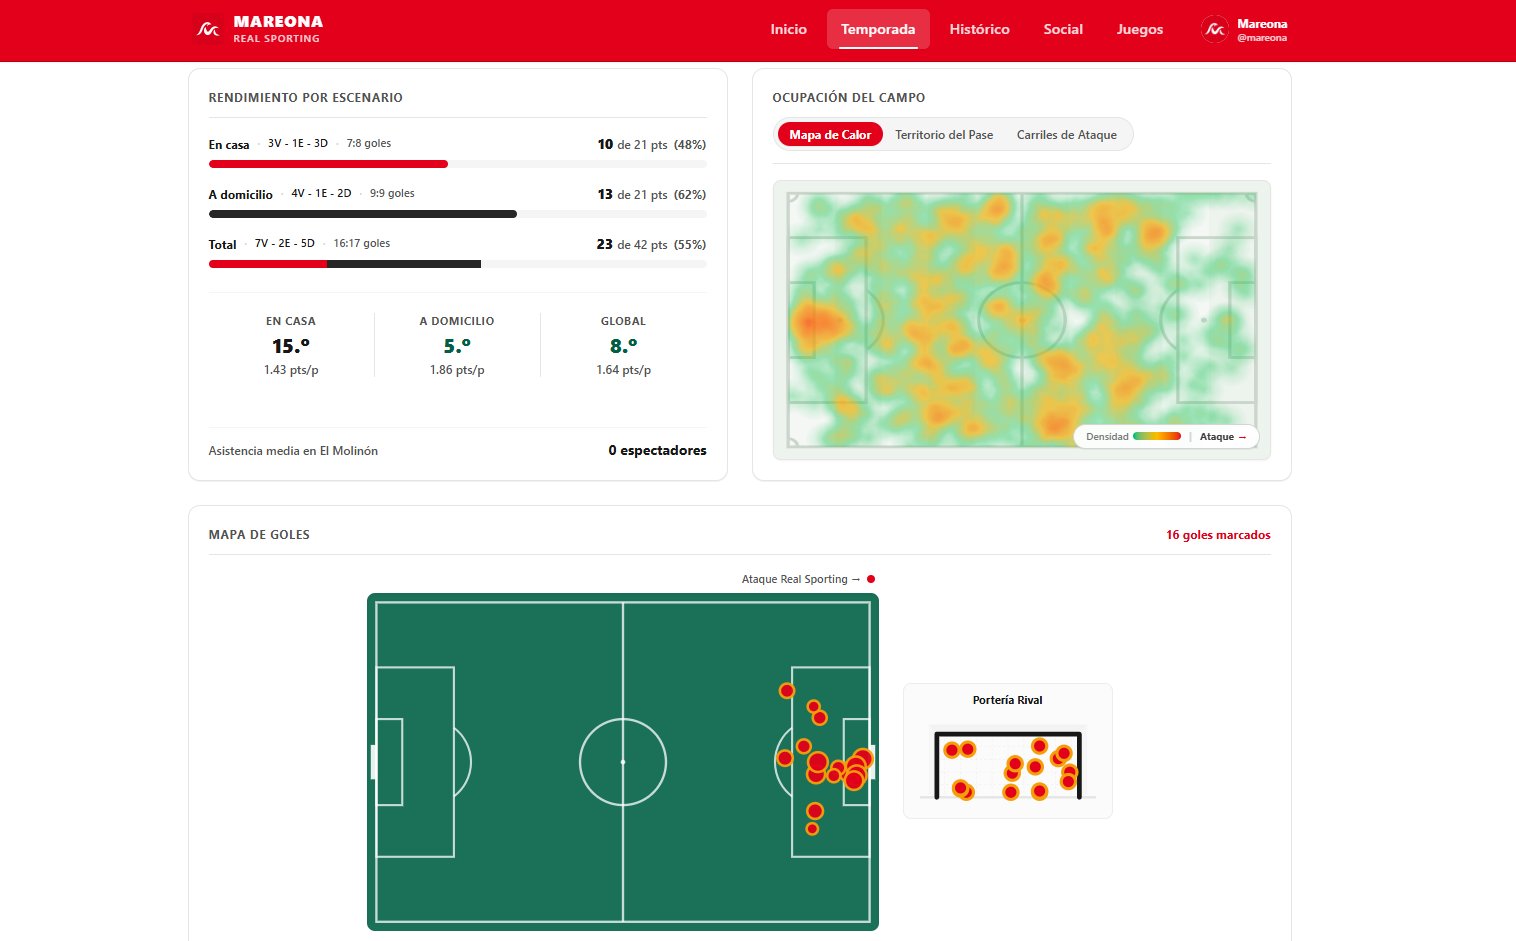 MAREONA
REAL SPORTING
Inicio
Temporada
Histórico
Social
Juegos
Mareona
@mareona
RENDIMIENTO POR ESCENARIO
En casa · 3V - 1E - 3D · 7:8 goles
10 de 21 pts (48%)
A domicilio · 4V - 1E - 2D · 9:9 goles
13 de 21 pts (62%)
Total · 7V - 2E - 5D · 16:17 goles
23 de 42 pts (55%)
EN CASA
15.º
1.43 pts/p
A DOMICILIO
5.º
1.86 pts/p
GLOBAL
8.º
1.64 pts/p
Asistencia media en El Molinón
0 espectadores
OCUPACIÓN DEL CAMPO
Mapa de Calor
Territorio del Pase
Carriles de Ataque
Densidad | Ataque →
MAPA DE GOLES
16 goles marcados
Ataque Real Sporting →
Portería Rival